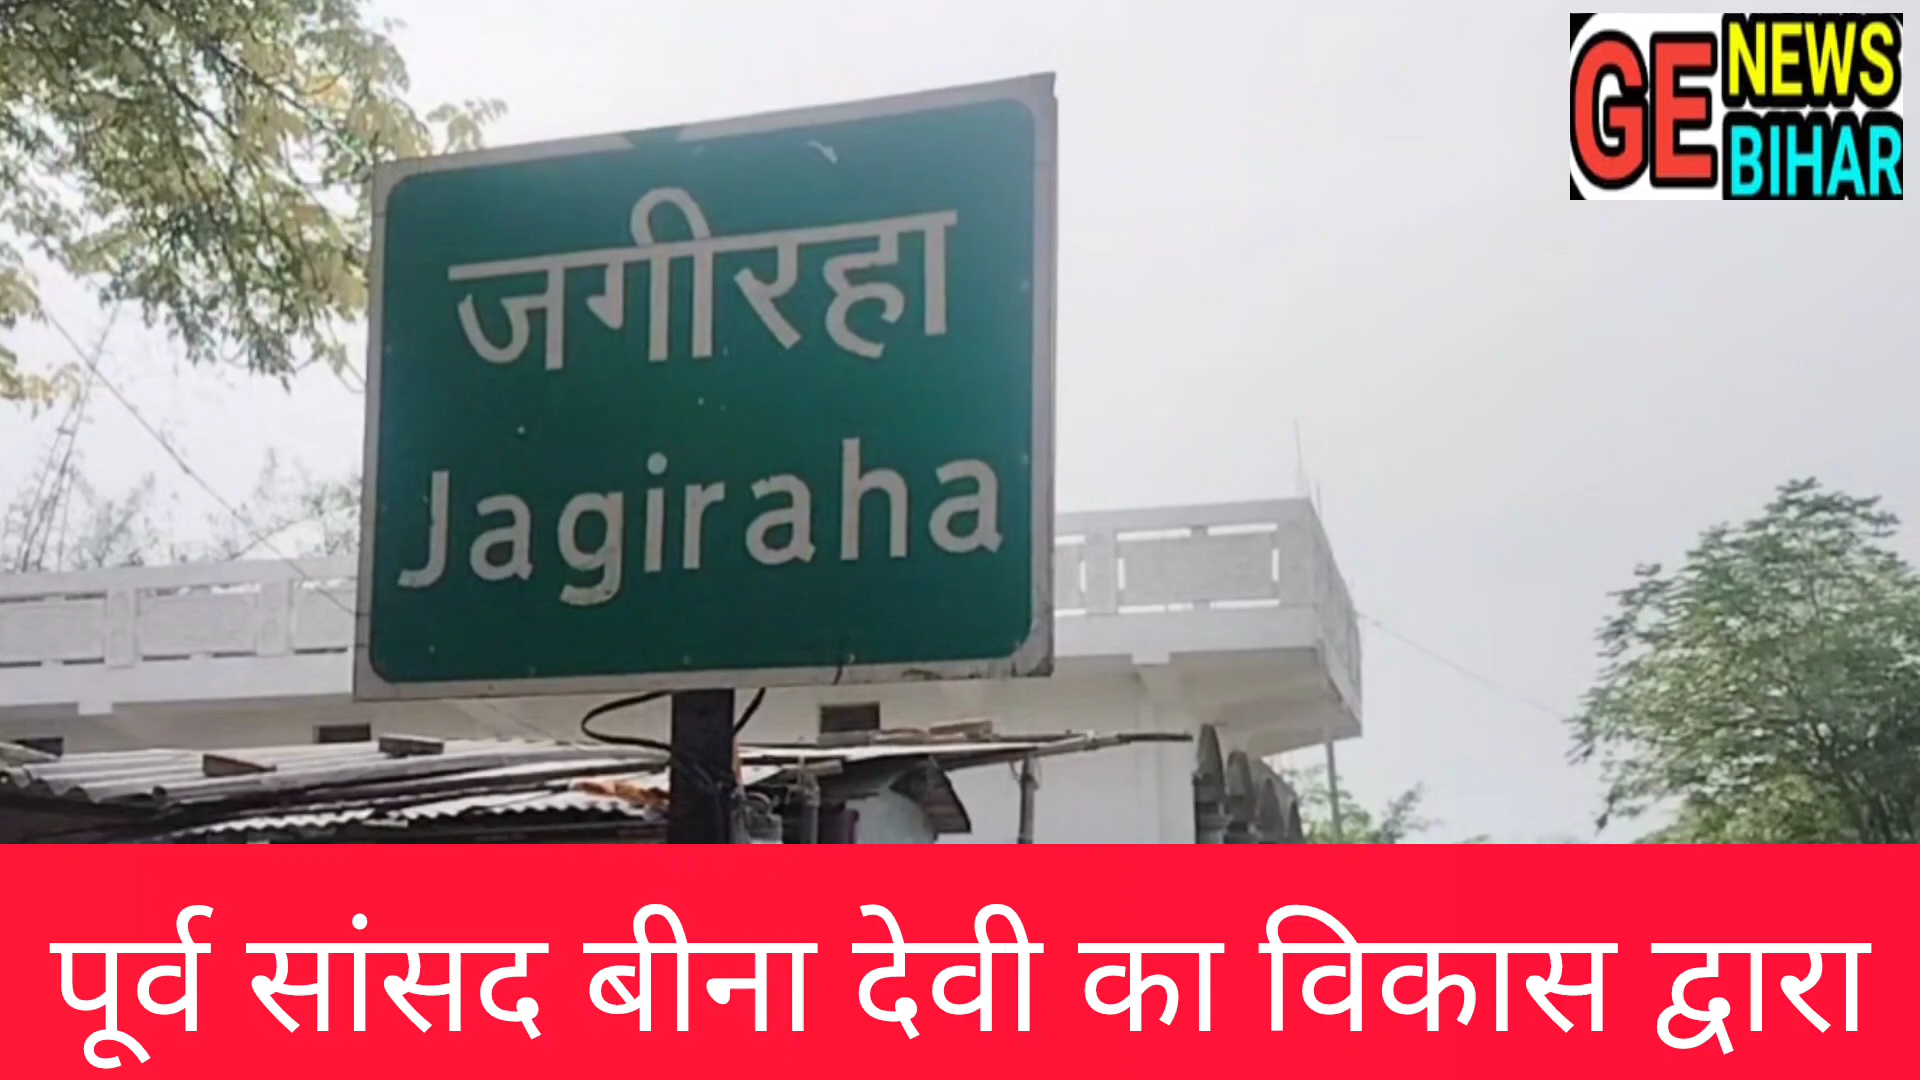 GE NEWS
BIHAR
जगीरहा
Jagiraha
पूर्व सांसद बीना देवी का विकास द्वारा